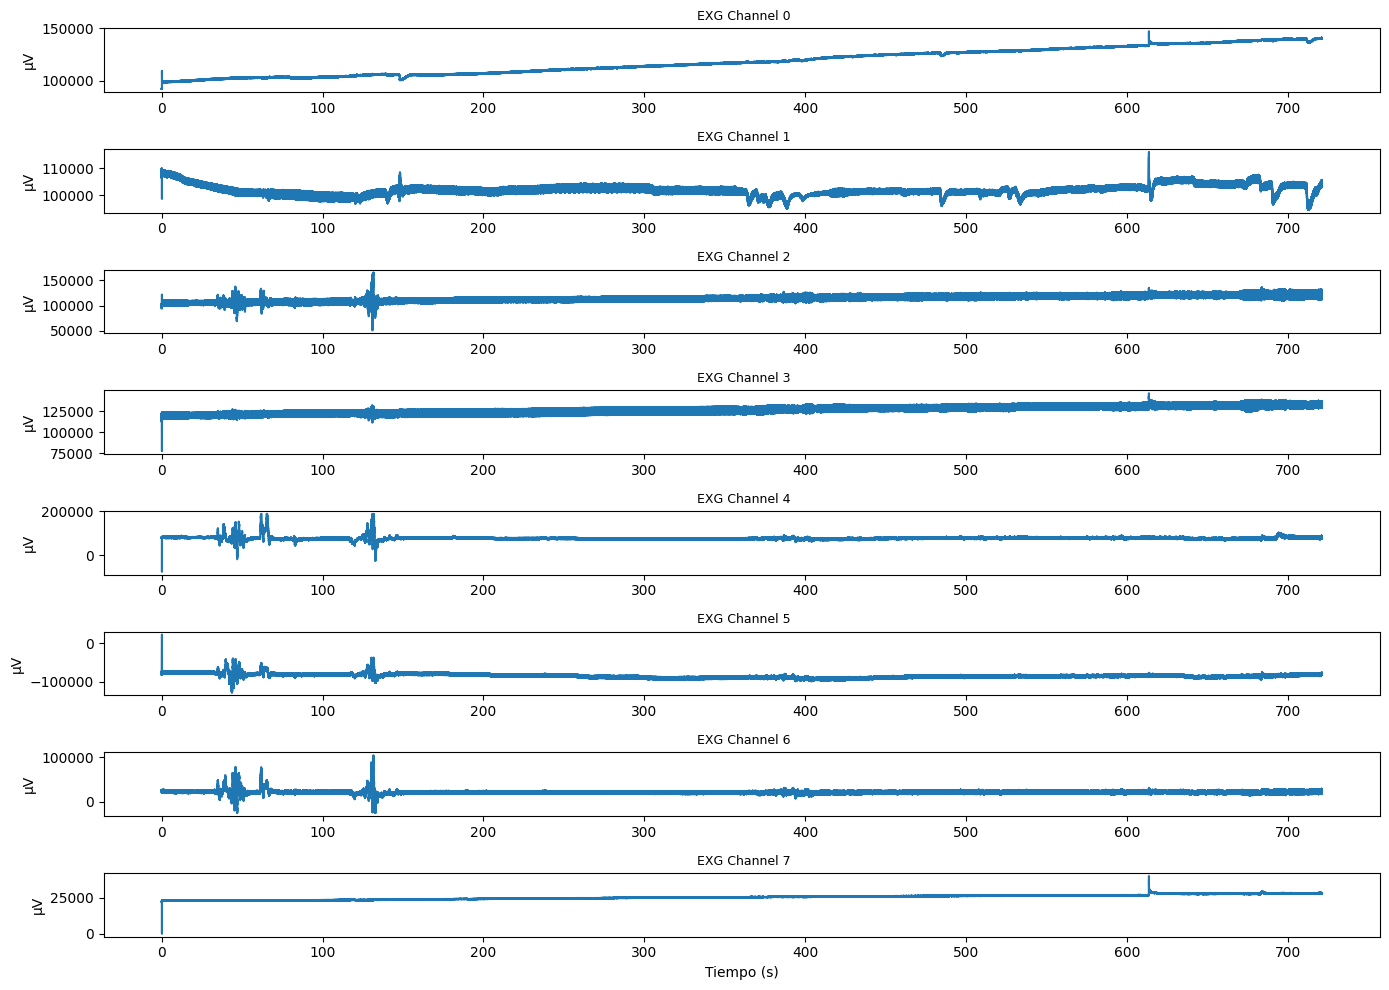 EXG Channel 0
150000
100000
µV
0 100 200 300 400 500 600 700
EXG Channel 1
110000
100000
µV
0 100 200 300 400 500 600 700
EXG Channel 2
150000
100000
50000
µV
0 100 200 300 400 500 600 700
EXG Channel 3
125000
100000
75000
µV
0 100 200 300 400 500 600 700
EXG Channel 4
200000
0
µV
0 100 200 300 400 500 600 700
EXG Channel 5
0
−100000
µV
0 100 200 300 400 500 600 700
EXG Channel 6
100000
0
µV
0 100 200 300 400 500 600 700
EXG Channel 7
25000
0
µV
0 100 200 300 400 500 600 700
Tiempo (s)